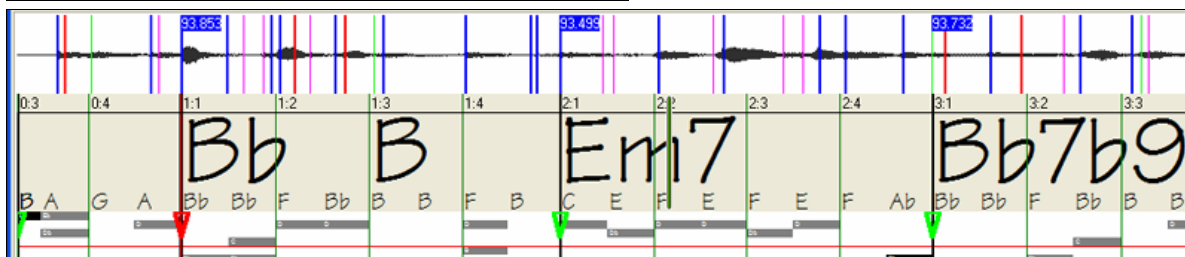 93.853 93.499 93.732
0:3 0:4 1:1 1:2 1:3 1:4 2:1 2:2 2:3 2:4 3:1 3:2 3:3
Bb B Em7 Bb7b9
B A G A Bb Bb F Bb B B F B C E F E F E F Ab Bb Bb F Bb B B